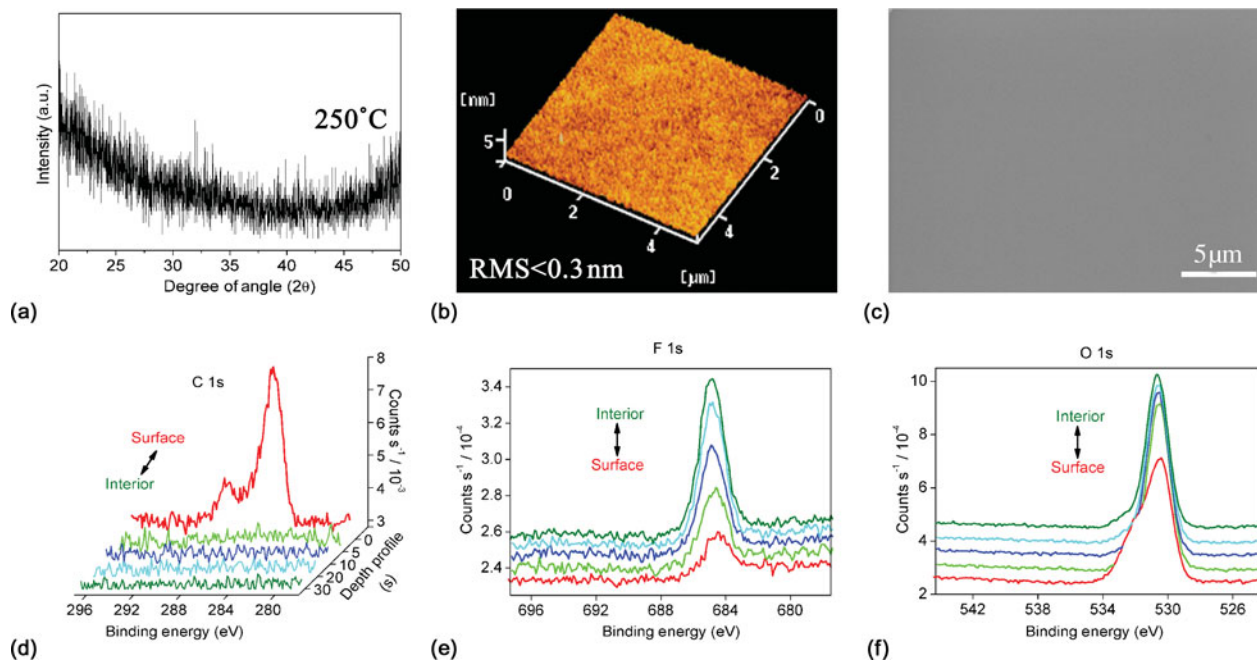 Intensity (a.u.)
250˚C
20 25 30 35 40 45 50
Degree of angle (2θ)
(a)
[nm]
5
0
2
4
0
2
4
[µm]
RMS<0.3 nm
(b)
5µm
(c)
C 1s
Surface
Interior
8
7
6
5
4
3
Counts s⁻¹ / 10⁻³
0
5
10
20
30
Depth profile
(s)
296 292 288 284 280
Binding energy (eV)
(d)
F 1s
3.4
3.2
3.0
2.8
2.6
2.4
Counts s⁻¹ / 10⁻⁴
Interior
Surface
696 692 688 684 680
Binding energy (eV)
(e)
O 1s
10
8
6
4
2
Counts s⁻¹ / 10⁻⁴
Interior
Surface
542 538 534 530 526
Binding energy (eV)
(f)